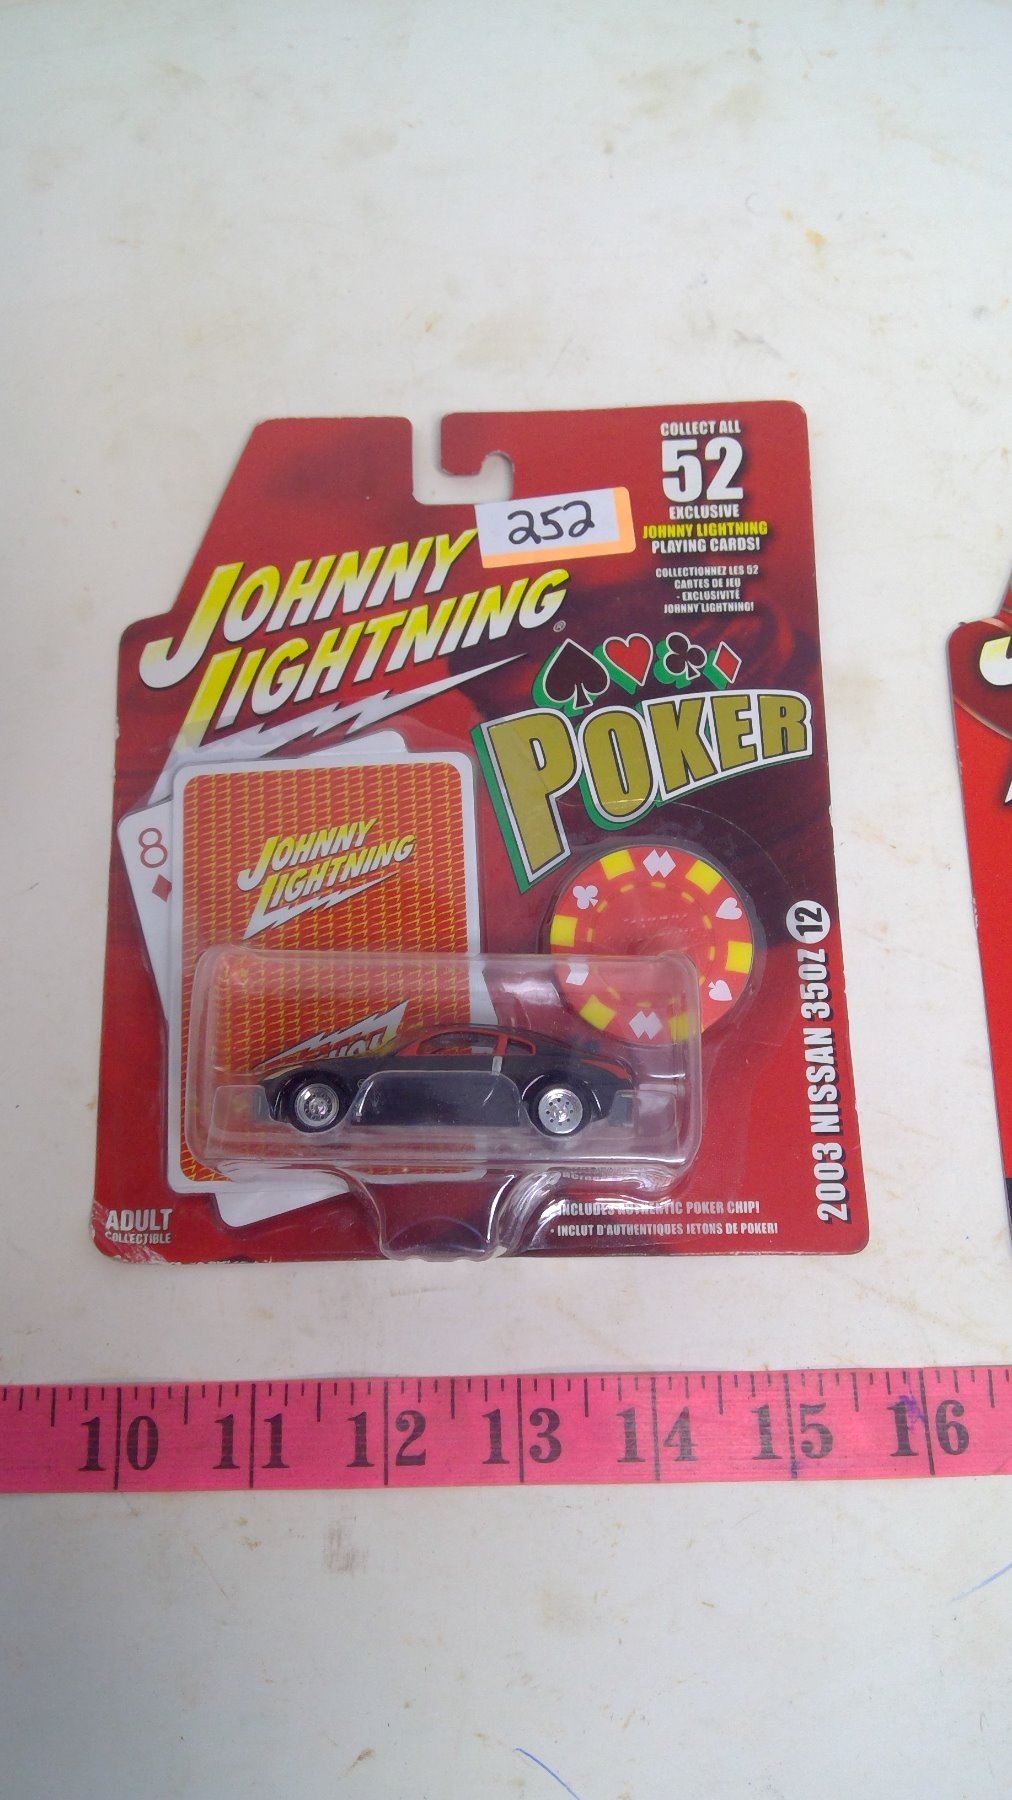 COLLECT ALL
52
EXCLUSIVE
JOHNNY LIGHTNING
PLAYING CARDS!
COLLECTIONNEZ LES 52
CARTES DE JEU
- EXCLUSIVITÉ
JOHNNY LIGHTNING!
252
JOHNNY
LIGHTNING®
POKER
8
JOHNNY
LIGHTNING
2003 NISSAN 350Z 12
ADULT
COLLECTIBLE
INCLUDES AUTHENTIC POKER CHIP!
• INCLUT D'AUTHENTIQUES JETONS DE POKER!
10 11 12 13 14 15 16